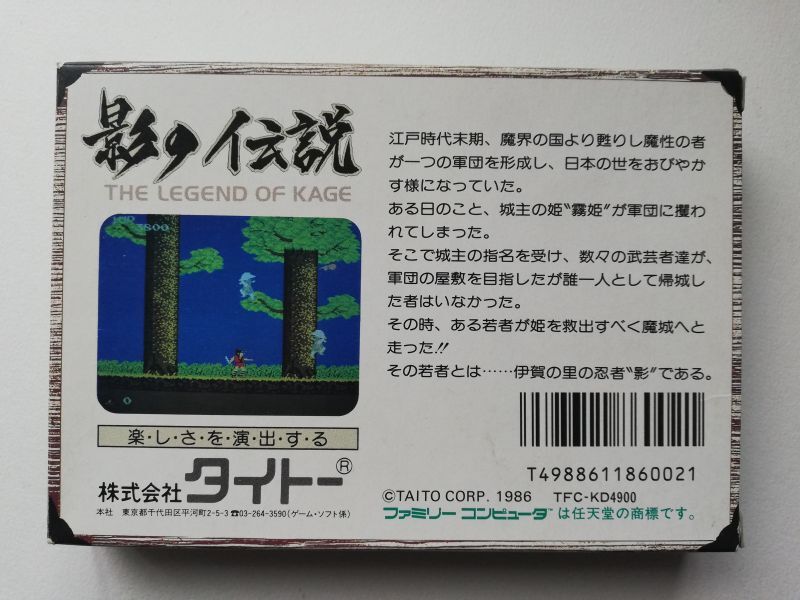 影の伝説
THE LEGEND OF KAGE
3800
江戸時代末期、魔界の国より甦りし魔性の者
が一つの軍団を形成し、日本の世をおびやか
す様になっていた。
ある日のこと、城主の姫“霧姫”が軍団に攫わ
れてしまった。
そこで城主の指名を受け、数々の武芸者達が、
軍団の屋敷を目指したが誰一人として帰城し
た者はいなかった。
その時、ある若者が姫を救出すべく魔城へと
走った!!
その若者とは……伊賀の里の忍者“影”である。
楽・し・さ・を・演・出・す・る
株式会社 タイトー®
本社 東京都千代田区平河町2-5-3 ☎03-264-3590(ゲーム・ソフト係)
T4988611860021
©TAITO CORP. 1986 TFC-KD4900
ファミリーコンピュータ™は任天堂の商標です。